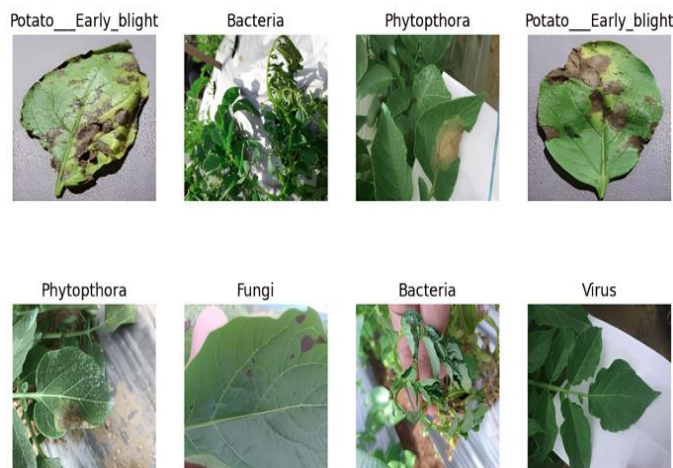 Potato___Early_blight
Bacteria
Phytopthora
Potato___Early_blight
Phytopthora
Fungi
Bacteria
Virus